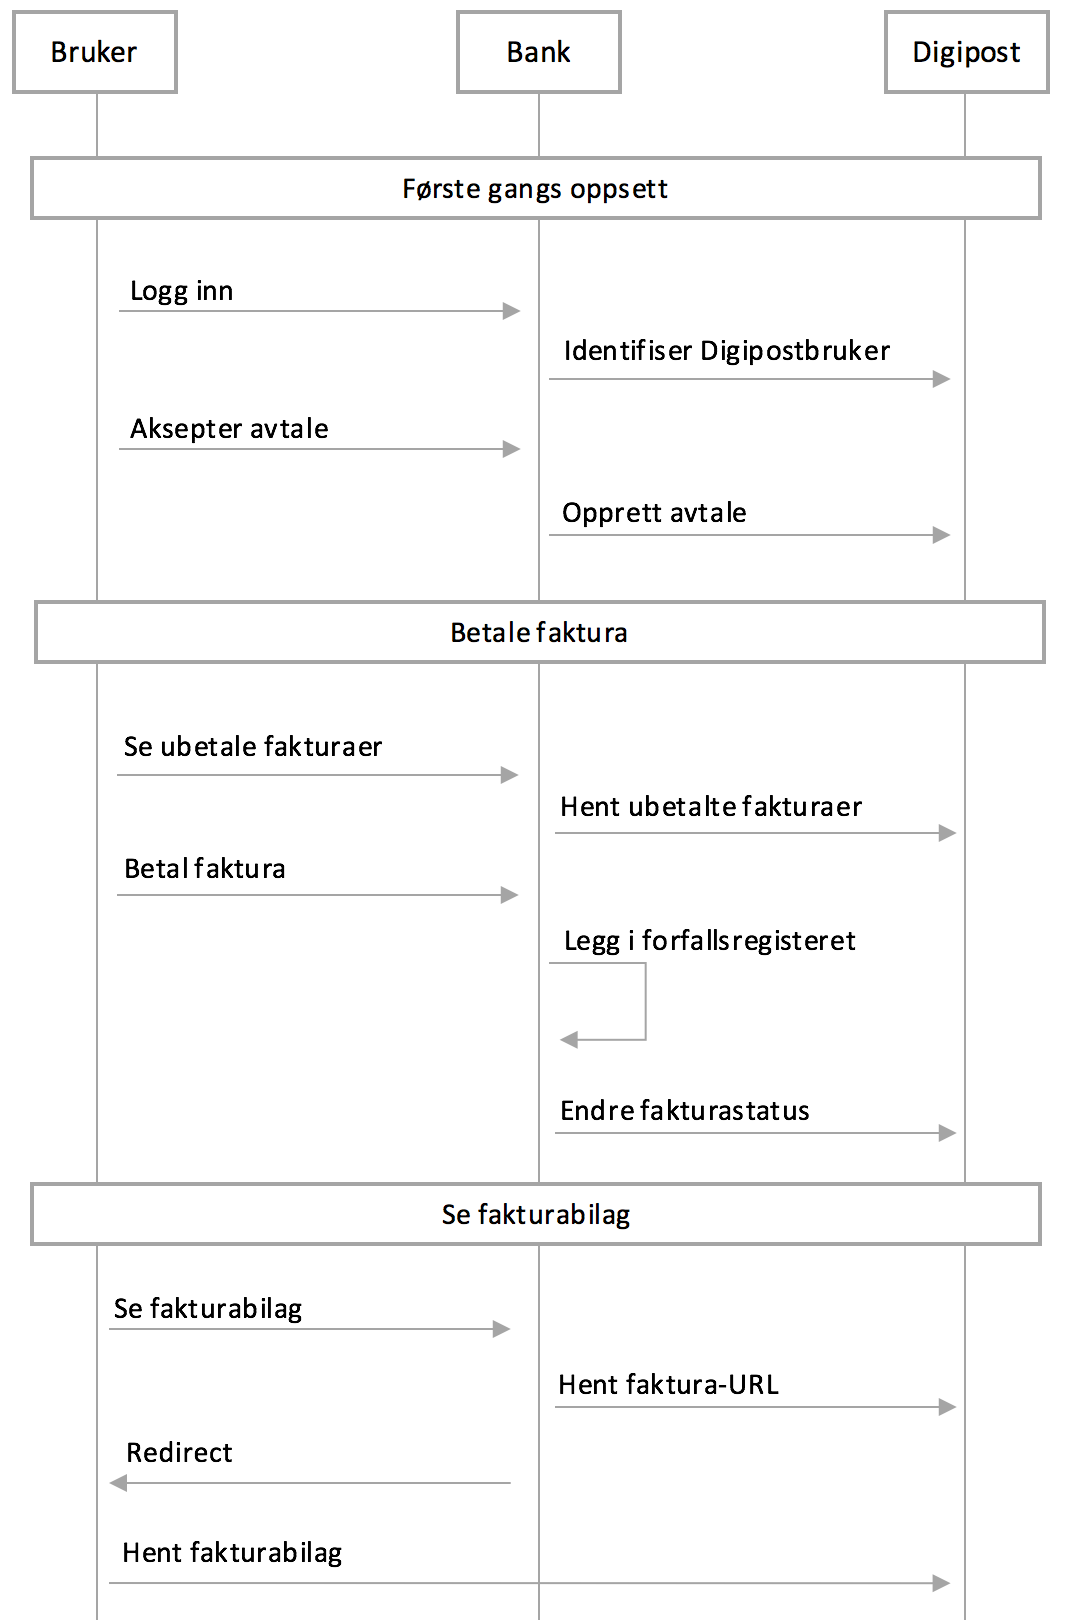 Bruker
Bank
Digipost
Første gangs oppsett
Logg inn
Identifiser Digipostbruker
Aksepter avtale
Opprett avtale
Betale faktura
Se ubetale fakturaer
Hent ubetalte fakturaer
Betal faktura
Legg i forfallsregisteret
Endre fakturastatus
Se fakturabilag
Se fakturabilag
Hent faktura-URL
Redirect
Hent fakturabilag